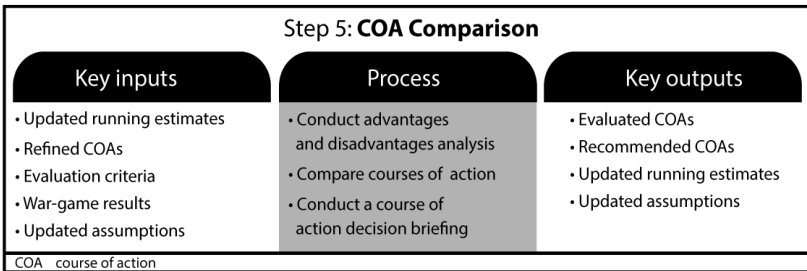 Step 5: COA Comparison
Key inputs
• Updated running estimates
• Refined COAs
• Evaluation criteria
• War-game results
• Updated assumptions
Process
• Conduct advantages
and disadvantages analysis
• Compare courses of action
• Conduct a course of
action decision briefing
Key outputs
• Evaluated COAs
• Recommended COAs
• Updated running estimates
• Updated assumptions
COA course of action